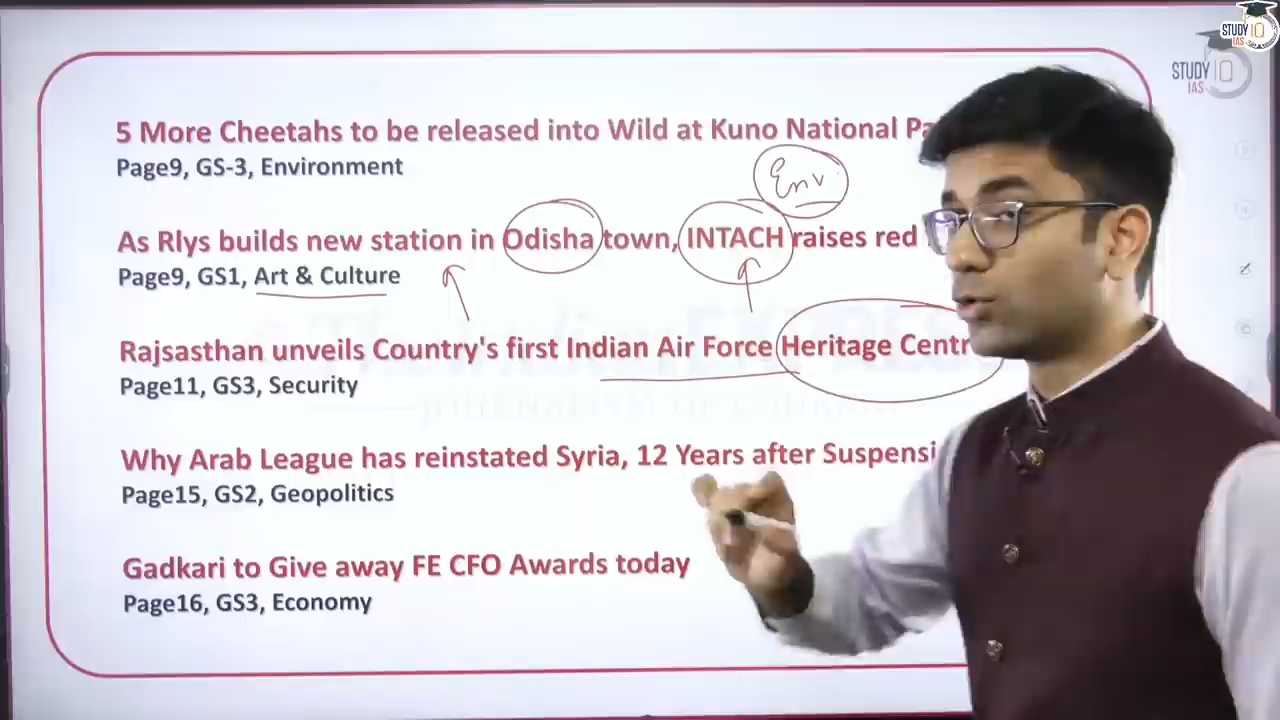 STUDY IQ
IAS
STUDY IQ
IAS
5 More Cheetahs to be released into Wild at Kuno National Pa
Page9, GS-3, Environment
Env
As Rlys builds new station in Odisha town, INTACH raises red
Page9, GS1, Art & Culture
Rajsasthan unveils Country's first Indian Air Force Heritage Centr
Page11, GS3, Security
Why Arab League has reinstated Syria, 12 Years after Suspensi
Page15, GS2, Geopolitics
Gadkari to Give away FE CFO Awards today
Page16, GS3, Economy